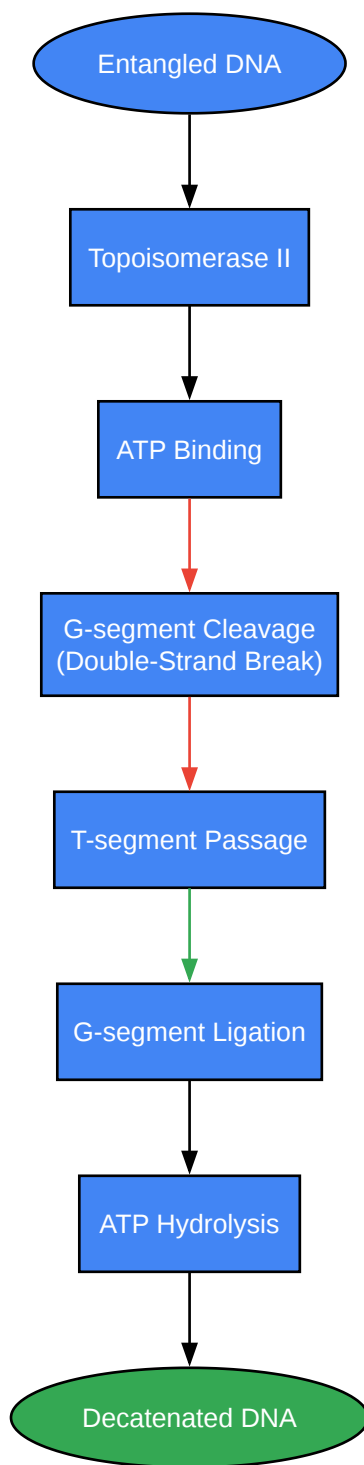 Entangled DNA
Topoisomerase II
ATP Binding
G-segment Cleavage
(Double-Strand Break)
T-segment Passage
G-segment Ligation
ATP Hydrolysis
Decatenated DNA